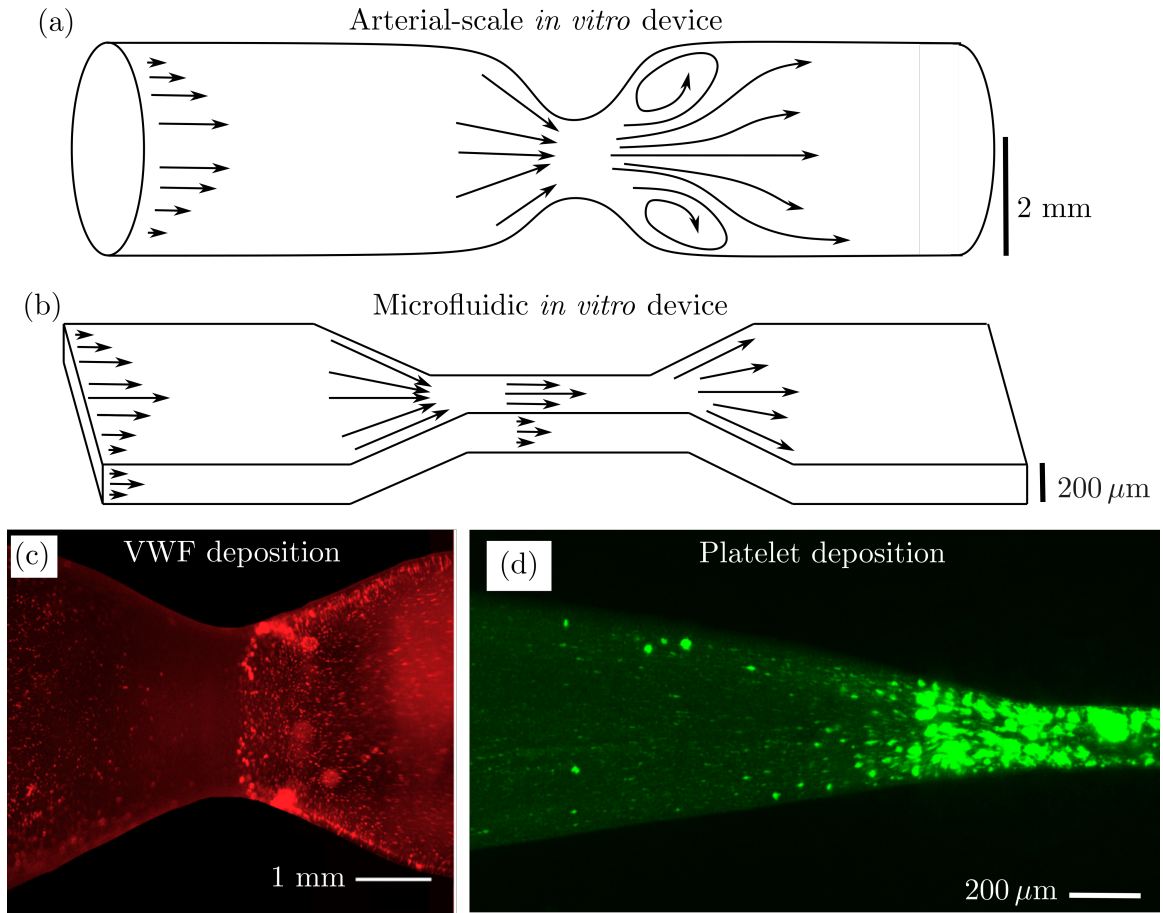 (a)
Arterial-scale in vitro device
2 mm
(b)
Microfluidic in vitro device
200 μm
(c)
VWF deposition
1 mm
(d)
Platelet deposition
200 μm